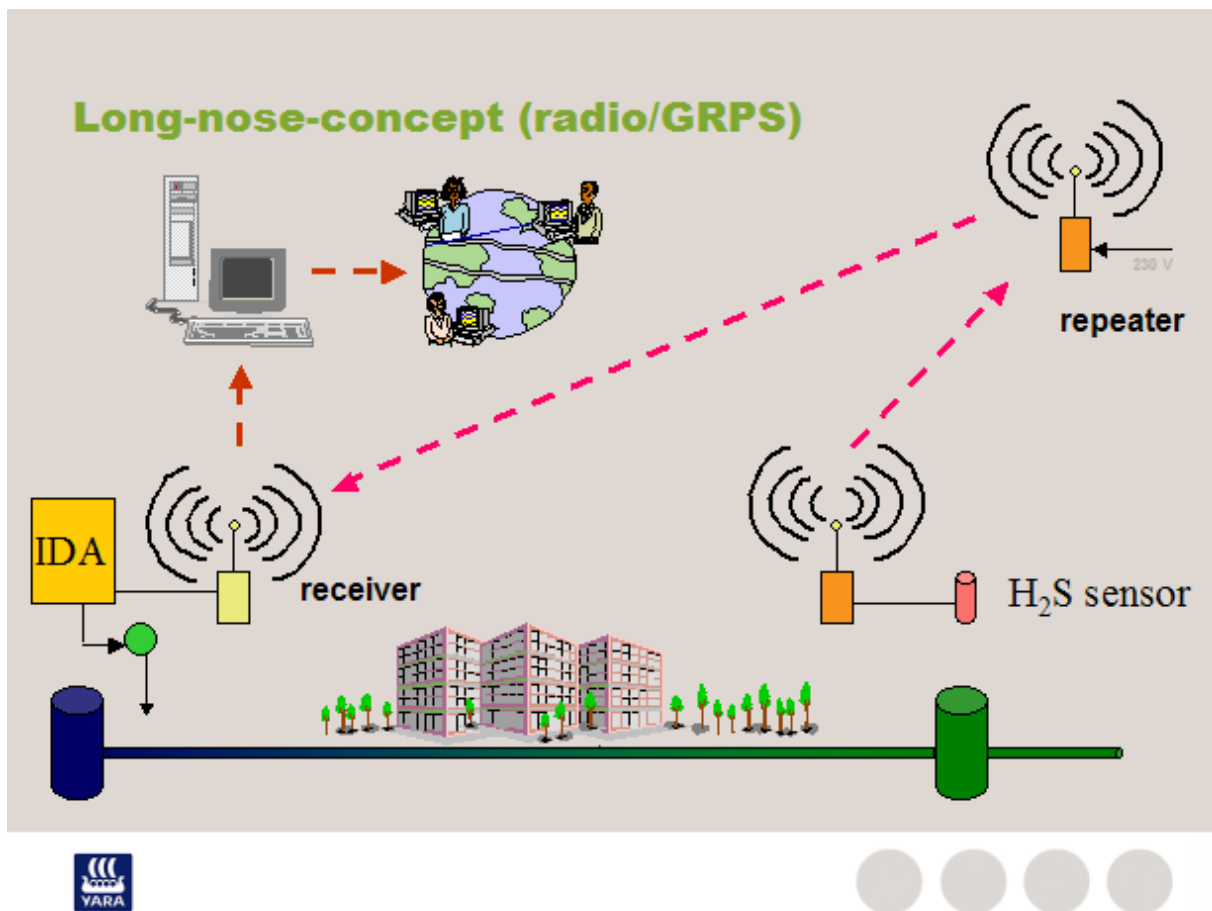 Long-nose-concept (radio/GRPS)
230 V
repeater
IDA
receiver
H₂S sensor
YARA